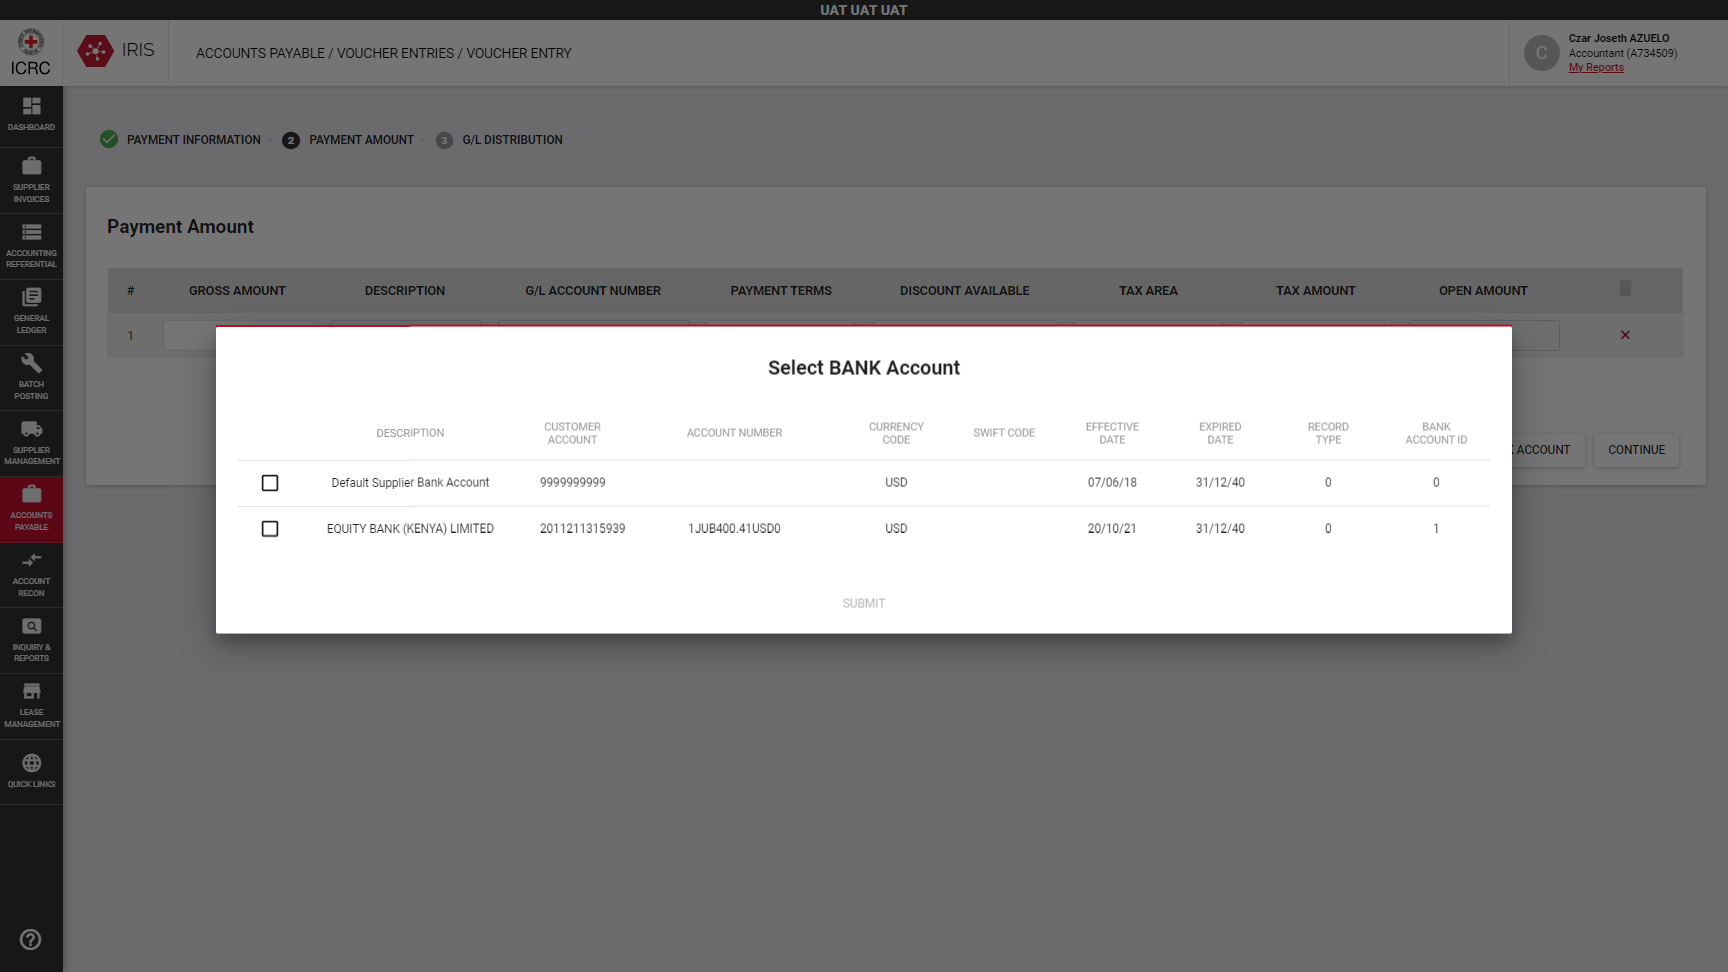 UAT UAT UAT
ICRC
IRIS
ACCOUNTS PAYABLE / VOUCHER ENTRIES / VOUCHER ENTRY
C
Czar Joseth AZUELO
Accountant (A734509)
My Reports
DASHBOARD
SUPPLIER
INVOICES
ACCOUNTING
REFERENTIAL
GENERAL
LEDGER
BATCH
POSTING
SUPPLIER
MANAGEMENT
ACCOUNTS
PAYABLE
ACCOUNT
RECON
INQUIRY &
REPORTS
LEASE
MANAGEMENT
QUICK LINKS
PAYMENT INFORMATION - 2 PAYMENT AMOUNT - 3 G/L DISTRIBUTION
Payment Amount
# GROSS AMOUNT DESCRIPTION G/L ACCOUNT NUMBER PAYMENT TERMS DISCOUNT AVAILABLE TAX AREA TAX AMOUNT OPEN AMOUNT
1
ACCOUNT CONTINUE
Select BANK Account
DESCRIPTION CUSTOMER ACCOUNT ACCOUNT NUMBER CURRENCY CODE SWIFT CODE EFFECTIVE DATE EXPIRED DATE RECORD TYPE BANK ACCOUNT ID
Default Supplier Bank Account 9999999999 USD 07/06/18 31/12/40 0 0
EQUITY BANK (KENYA) LIMITED 2011211315939 1JUB400.41USD0 USD 20/10/21 31/12/40 0 1
SUBMIT